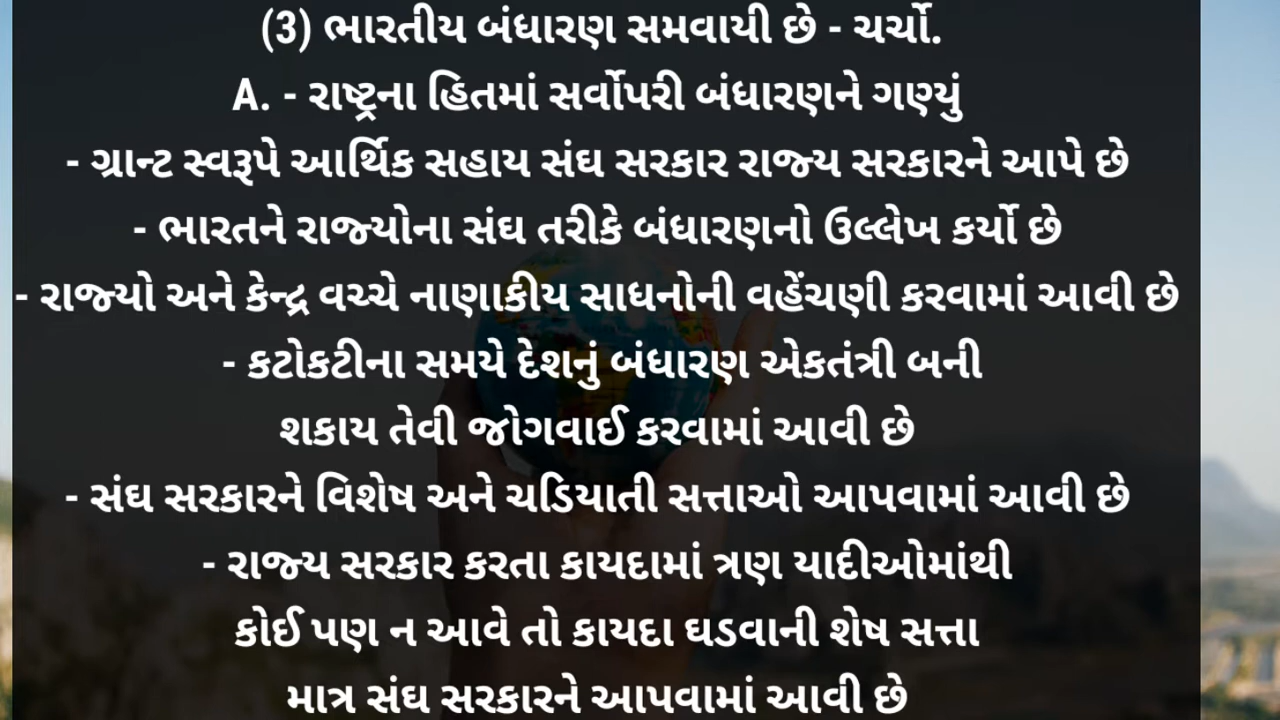 (3) ભારતીય બંધારણ સમવાયી છે - ચર્ચો.
A. - રાષ્ટ્રના હિતમાં સર્વોપરી બંધારણને ગણ્યું
- ગ્રાન્ટ સ્વરૂપે આર્થિક સહાય સંઘ સરકાર રાજ્ય સરકારને આપે છે
- ભારતને રાજ્યોના સંઘ તરીકે બંધારણનો ઉલ્લેખ કર્યો છે
- રાજ્યો અને કેન્દ્ર વચ્ચે નાણાકીય સાધનોની વહેંચણી કરવામાં આવી છે
- કટોકટીના સમયે દેશનું બંધારણ એકતંત્રી બની
શકાય તેવી જોગવાઈ કરવામાં આવી છે
- સંઘ સરકારને વિશેષ અને ચડિયાતી સત્તાઓ આપવામાં આવી છે
- રાજ્ય સરકાર કરતા કાયદામાં ત્રણ યાદીઓમાંથી
કોઈ પણ ન આવે તો કાયદા ઘડવાની શેષ સત્તા
માત્ર સંઘ સરકારને આપવામાં આવી છે